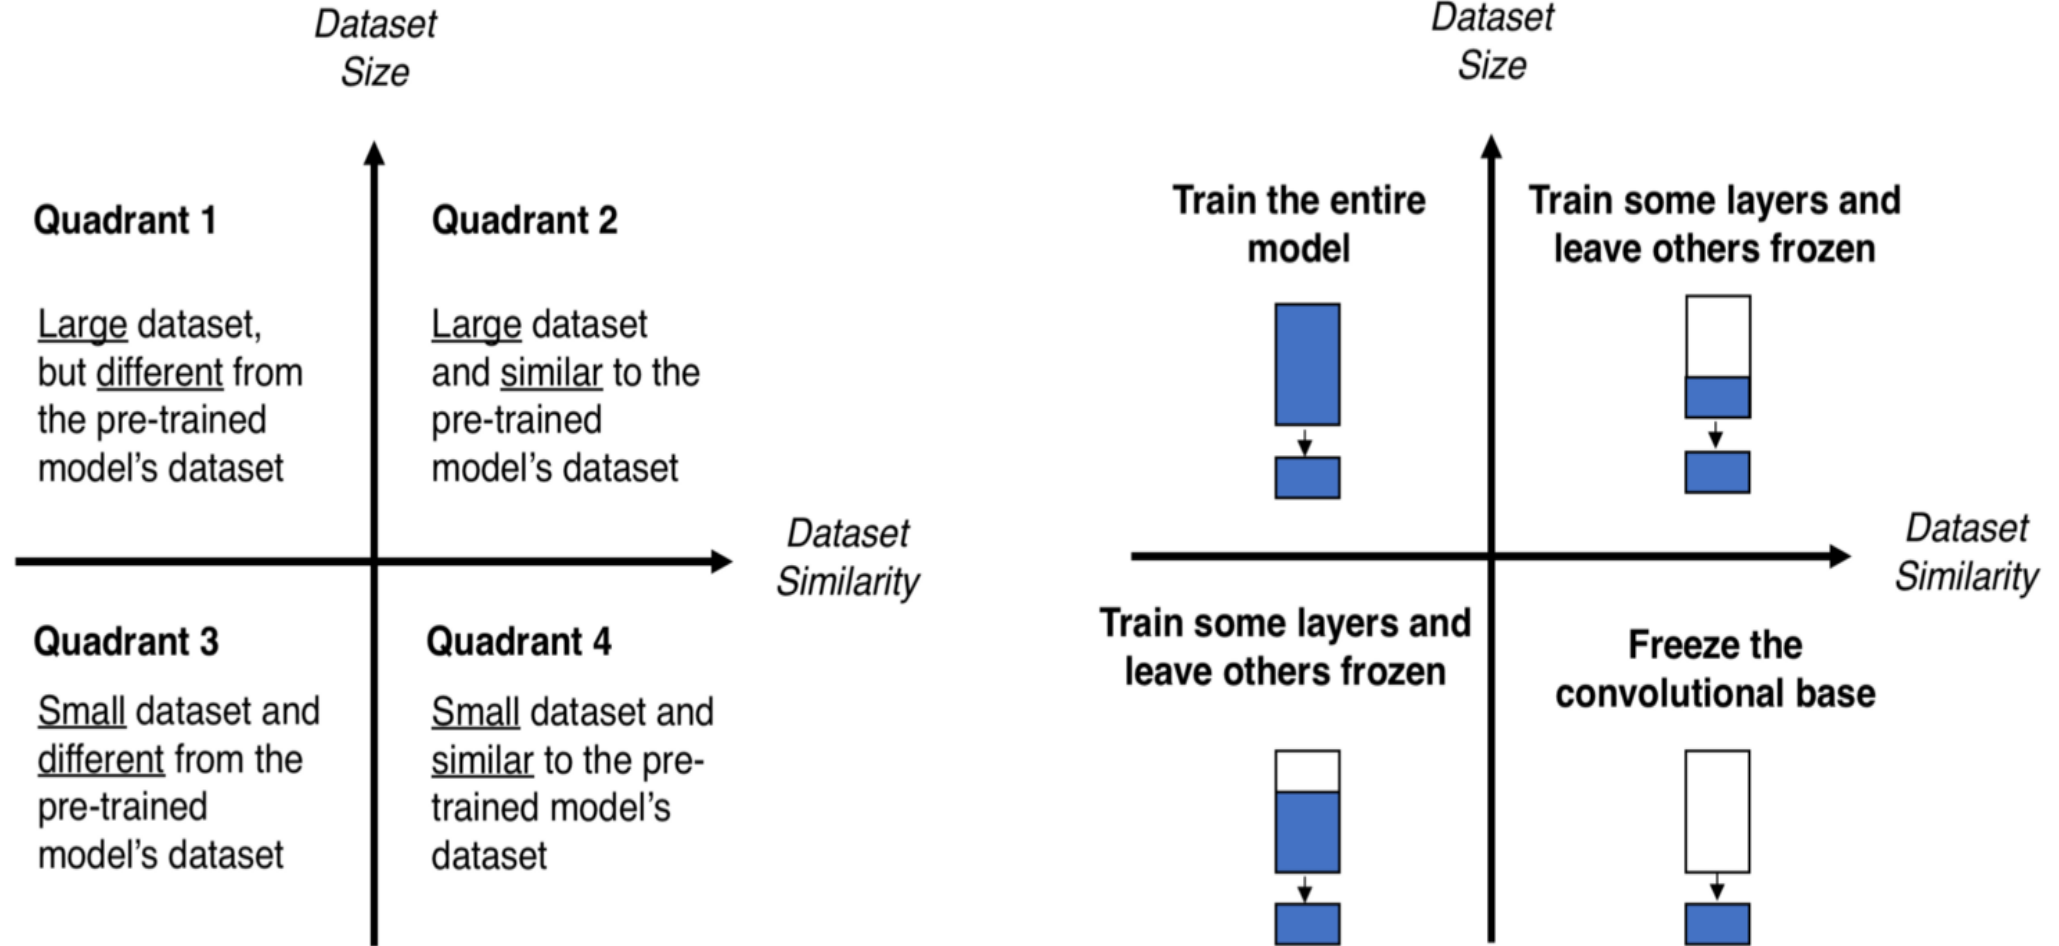 Dataset
Size
Quadrant 1
Large dataset,
but different from
the pre-trained
model's dataset
Quadrant 2
Large dataset
and similar to the
pre-trained
model's dataset
Dataset
Similarity
Quadrant 3
Small dataset and
different from the
pre-trained
model's dataset
Quadrant 4
Small dataset and
similar to the pre-
trained model's
dataset
Dataset
Size
Train the entire
model
Train some layers and
leave others frozen
Dataset
Similarity
Train some layers and
leave others frozen
Freeze the
convolutional base